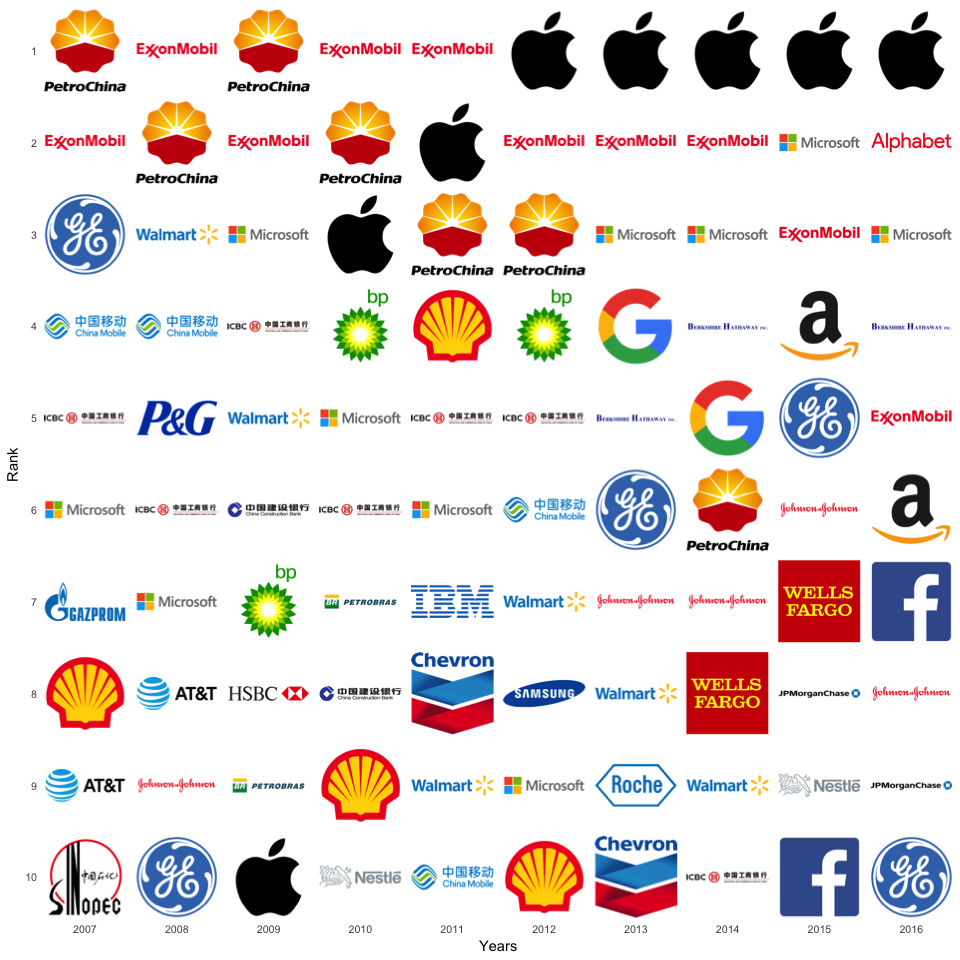 1 ExxonMobil ExxonMobil ExxonMobil
PetroChina PetroChina
2 ExxonMobil ExxonMobil ExxonMobil ExxonMobil ExxonMobil Microsoft Alphabet
PetroChina PetroChina
3 GE Walmart Microsoft Microsoft Microsoft ExxonMobil Microsoft
PetroChina PetroChina
bp bp
4 中国移动 中国移动 ICBC 中国工商银行 G BERKSHIRE HATHAWAY INC. a BERKSHIRE HATHAWAY INC.
China Mobile China Mobile
5 ICBC 中国工商银行 P&G Walmart Microsoft ICBC 中国工商银行 ICBC 中国工商银行 BERKSHIRE HATHAWAY INC. G GE ExxonMobil
Rank
6 Microsoft ICBC 中国工商银行 中国建设银行 ICBC 中国工商银行 Microsoft 中国移动 GE Johnson&Johnson a
China Construction Bank China Mobile
PetroChina
bp
7 GAZPROM Microsoft BR PETROBRAS IBM Walmart Johnson&Johnson Johnson&Johnson WELLS f
FARGO
Chevron
8 AT&T HSBC 中国建设银行 SAMSUNG Walmart WELLS JPMorganChase Johnson&Johnson
China Construction Bank FARGO
9 AT&T Johnson&Johnson BR PETROBRAS Walmart Microsoft Roche Walmart Nestlé JPMorganChase
Chevron
10 中国石化 GE Nestlé 中国移动 ICBC 中国工商银行 f GE
SINOPEC China Mobile
2007 2008 2009 2010 2011 2012 2013 2014 2015 2016
Years